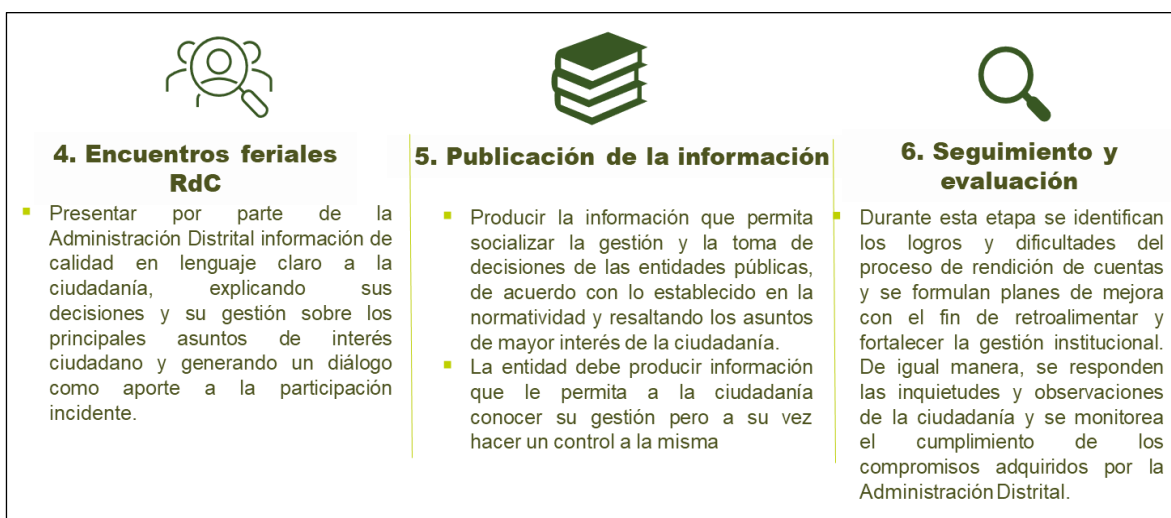 4. Encuentros feriales
RdC
▪ Presentar por parte de la
Administración Distrital información de
calidad en lenguaje claro a la
ciudadanía, explicando sus
decisiones y su gestión sobre los
principales asuntos de interés
ciudadano y generando un diálogo
como aporte a la participación
incidente.
5. Publicación de la información
▪ Producir la información que permita
socializar la gestión y la toma de
decisiones de las entidades públicas,
de acuerdo con lo establecido en la
normatividad y resaltando los asuntos
de mayor interés de la ciudadanía.
▪ La entidad debe producir información
que le permita a la ciudadanía
conocer su gestión pero a su vez
hacer un control a la misma
6. Seguimiento y
evaluación
▪ Durante esta etapa se identifican
los logros y dificultades del
proceso de rendición de cuentas
y se formulan planes de mejora
con el fin de retroalimentar y
fortalecer la gestión institucional.
De igual manera, se responden
las inquietudes y observaciones
de la ciudadanía y se monitorea
el cumplimiento de los
compromisos adquiridos por la
Administración Distrital.